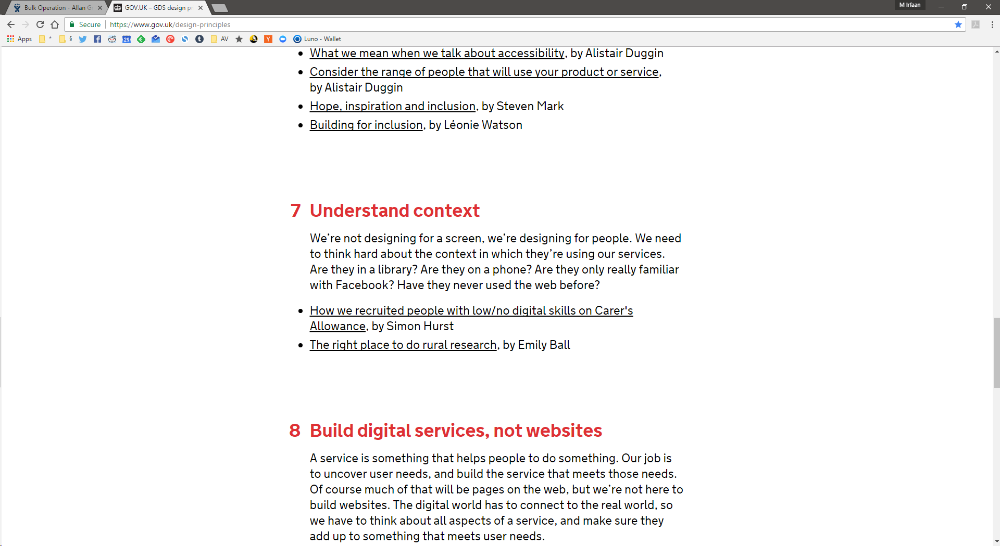 Bulk Operation - Allan G
GOV.UK – GDS design pr
M Irfaan
Secure
https://www.gov.uk/design-principles
Apps
*
§
29
AV
Y
Luno - Wallet
What we mean when we talk about accessibility, by Alistair Duggin
Consider the range of people that will use your product or service,
by Alistair Duggin
Hope, inspiration and inclusion, by Steven Mark
Building for inclusion, by Léonie Watson
7 Understand context
We’re not designing for a screen, we’re designing for people. We need
to think hard about the context in which they’re using our services.
Are they in a library? Are they on a phone? Are they only really familiar
with Facebook? Have they never used the web before?
How we recruited people with low/no digital skills on Carer's
Allowance, by Simon Hurst
The right place to do rural research, by Emily Ball
8 Build digital services, not websites
A service is something that helps people to do something. Our job is
to uncover user needs, and build the service that meets those needs.
Of course much of that will be pages on the web, but we’re not here to
build websites. The digital world has to connect to the real world, so
we have to think about all aspects of a service, and make sure they
add up to something that meets user needs.